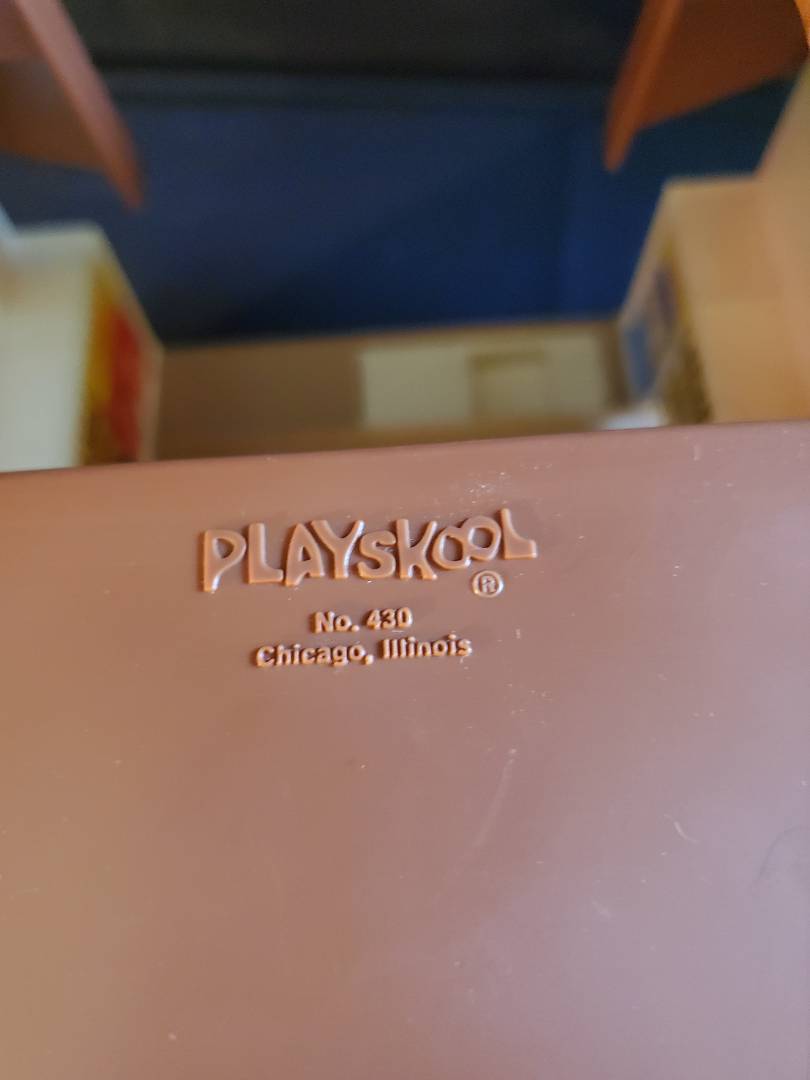 PLAYSKOOL
®
No. 430
Chicago, Illinois